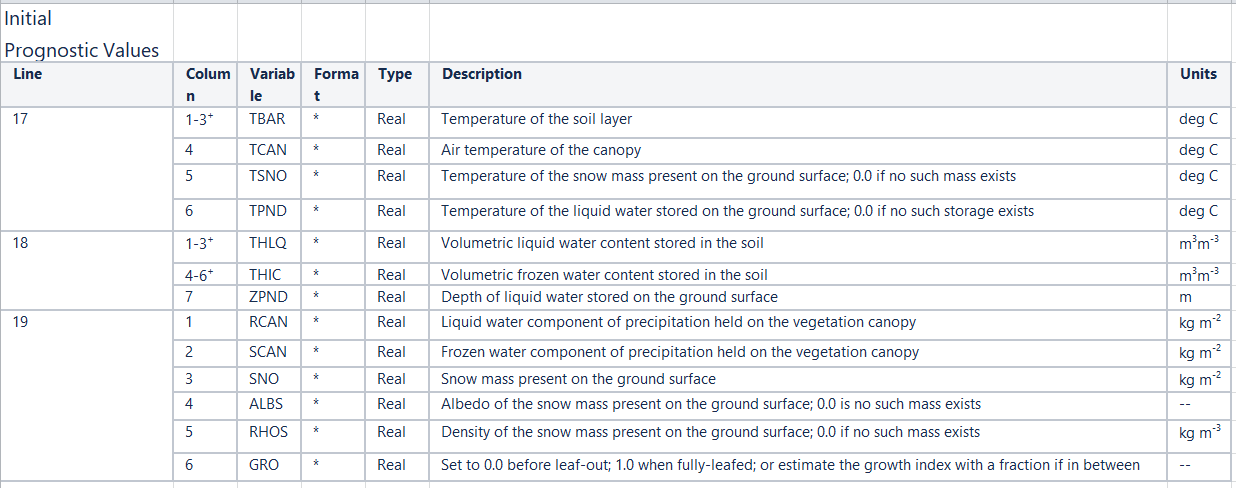 Initial
Prognostic Values
Line Colum Variab Forma Type Description Units
n le t
17 1-3⁺ TBAR * Real Temperature of the soil layer deg C
4 TCAN * Real Air temperature of the canopy deg C
5 TSNO * Real Temperature of the snow mass present on the ground surface; 0.0 if no such mass exists deg C
6 TPND * Real Temperature of the liquid water stored on the ground surface; 0.0 if no such storage exists deg C
18 1-3⁺ THLQ * Real Volumetric liquid water content stored in the soil m³m⁻³
4-6⁺ THIC * Real Volumetric frozen water content stored in the soil m³m⁻³
7 ZPND * Real Depth of liquid water stored on the ground surface m
19 1 RCAN * Real Liquid water component of precipitation held on the vegetation canopy kg m⁻²
2 SCAN * Real Frozen water component of precipitation held on the vegetation canopy kg m⁻²
3 SNO * Real Snow mass present on the ground surface kg m⁻²
4 ALBS * Real Albedo of the snow mass present on the ground surface; 0.0 is no such mass exists --
5 RHOS * Real Density of the snow mass present on the ground surface; 0.0 if no such mass exists kg m⁻³
6 GRO * Real Set to 0.0 before leaf-out; 1.0 when fully-leafed; or estimate the growth index with a fraction if in between --